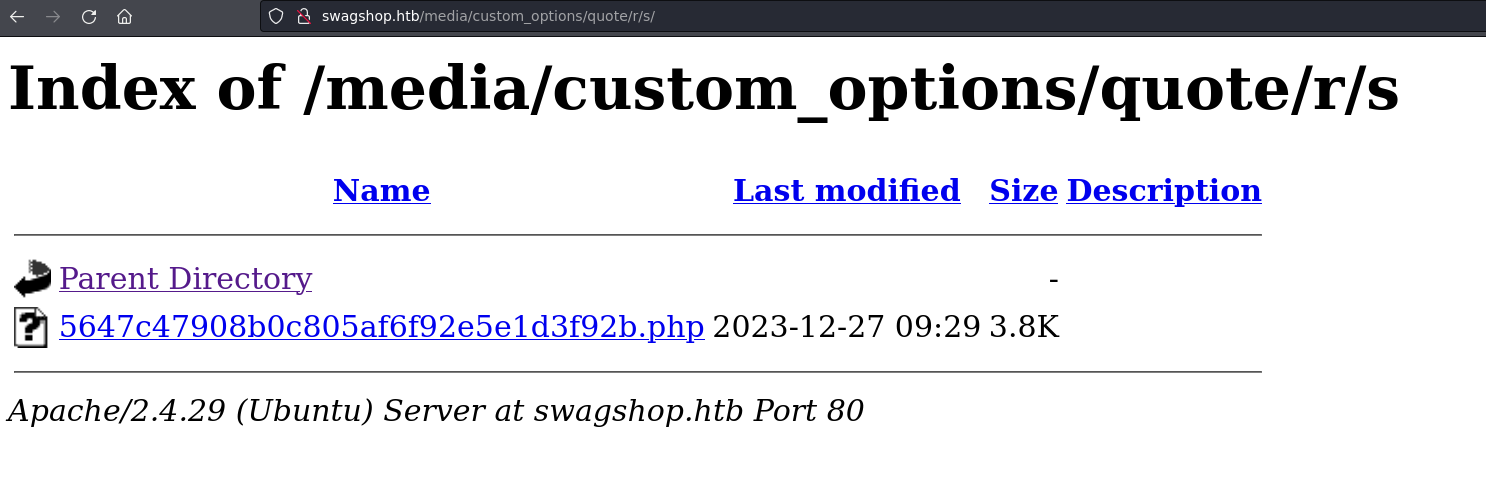 swagshop.htb/media/custom_options/quote/r/s/
Index of /media/custom_options/quote/r/s
Name Last modified Size Description
Parent Directory -
5647c47908b0c805af6f92e5e1d3f92b.php 2023-12-27 09:29 3.8K
Apache/2.4.29 (Ubuntu) Server at swagshop.htb Port 80